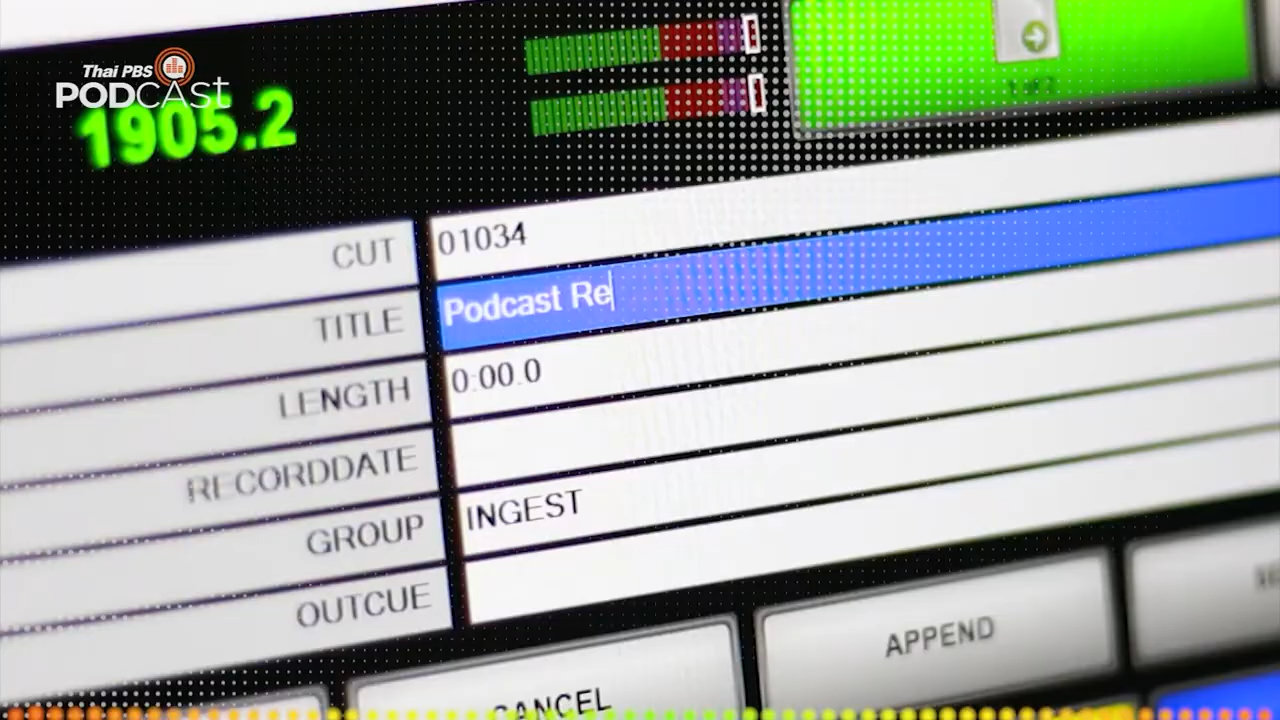 Thai PBS
PODCAST
1905.2
CUT 01034
TITLE Podcast Re
LENGTH 0:00.0
RECORDDATE
GROUP INGEST
OUTCUE
CANCEL
APPEND